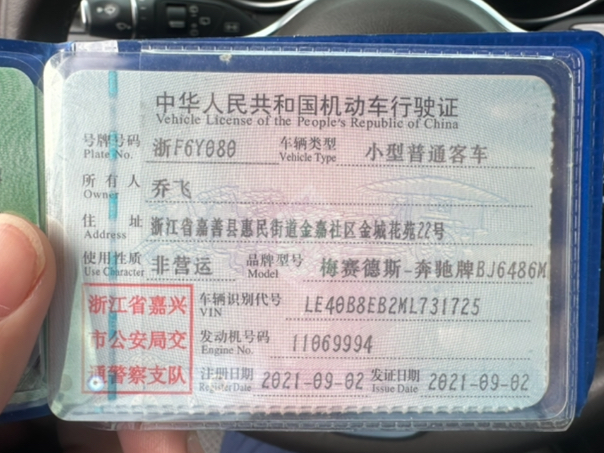 中华人民共和国机动车行驶证
Vehicle License of the People's Republic of China
号牌号码 浙F6Y080 车辆类型 小型普通客车
Plate No. Vehicle Type
所有人 乔飞
Owner
住址 浙江省嘉善县惠民街道金嘉社区金城花苑22号
Address
使用性质 非营运 品牌型号 梅赛德斯-奔驰牌BJ6486M
Use Character Model
浙江省嘉兴 车辆识别代号 LE40B8EB2ML731725
VIN
市公安局交 发动机号码 11069994
Engine No.
通警察支队 注册日期 2021-09-02 发证日期 2021-09-02
Register Date Issue Date